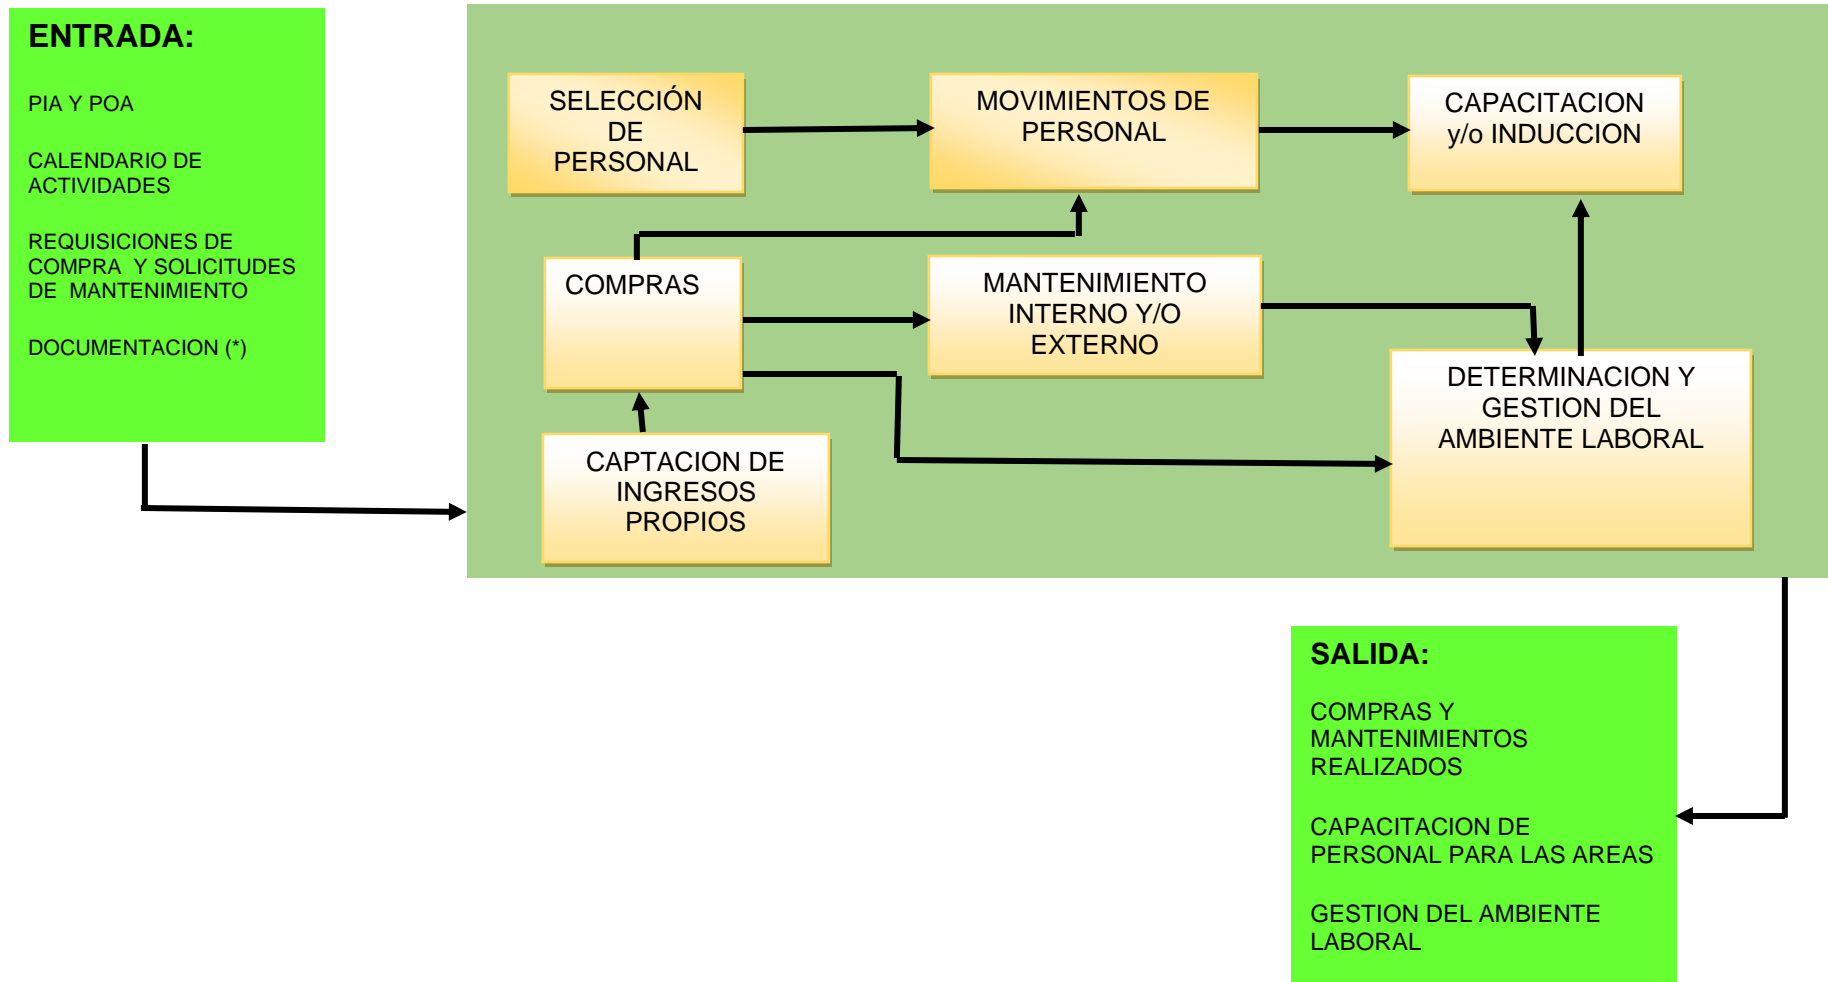 ENTRADA:
PIA Y POA
CALENDARIO DE
ACTIVIDADES
REQUISICIONES DE
COMPRA  Y SOLICITUDES
DE  MANTENIMIENTO
DOCUMENTACION (*)
SELECCIÓN
DE
PERSONAL
MOVIMIENTOS DE
PERSONAL
CAPACITACION
y/o INDUCCION
COMPRAS
MANTENIMIENTO
INTERNO Y/O
EXTERNO
DETERMINACION Y
GESTION DEL
AMBIENTE LABORAL
CAPTACION DE
INGRESOS
PROPIOS
SALIDA:
COMPRAS Y
MANTENIMIENTOS
REALIZADOS
CAPACITACION DE
PERSONAL PARA LAS AREAS
GESTION DEL AMBIENTE
LABORAL